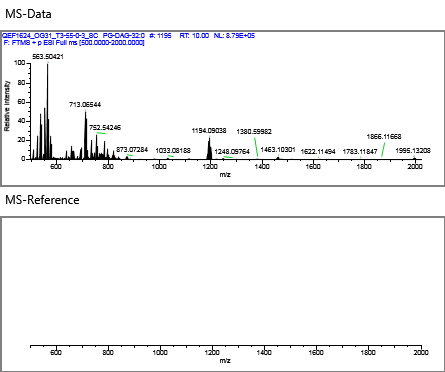 MS-Data
QEF1624_OG31_T3-55-0-3_SC PG-DAG-32:0 #: 1195 RT: 10.00 NL: 8.79E+05
F: FTMS + p ESI Full ms [500.0000-2000.0000]
563.50421
713.06544
752.54246
873.07284
1033.08188
1194.09038
1248.09764
1380.59982
1463.10301
1622.11494
1783.11847
1866.11668
1995.13208
Relative Intensity
100
80
60
40
20
0
600 800 1000 1200 1400 1600 1800 2000
m/z
MS-Reference
600 800 1000 1200 1400 1600 1800 2000
m/z